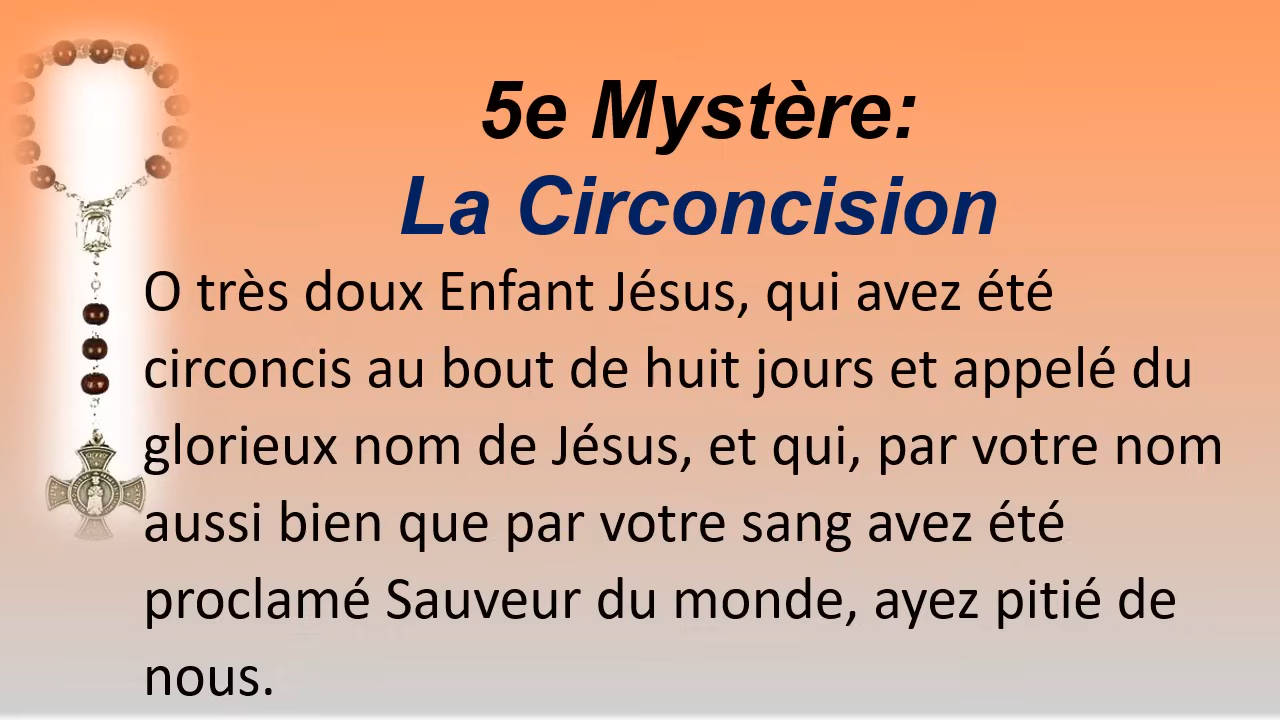 5e Mystère:
La Circoncision
O très doux Enfant Jésus, qui avez été
circoncis au bout de huit jours et appelé du
glorieux nom de Jésus, et qui, par votre nom
aussi bien que par votre sang avez été
proclamé Sauveur du monde, ayez pitié de
nous.